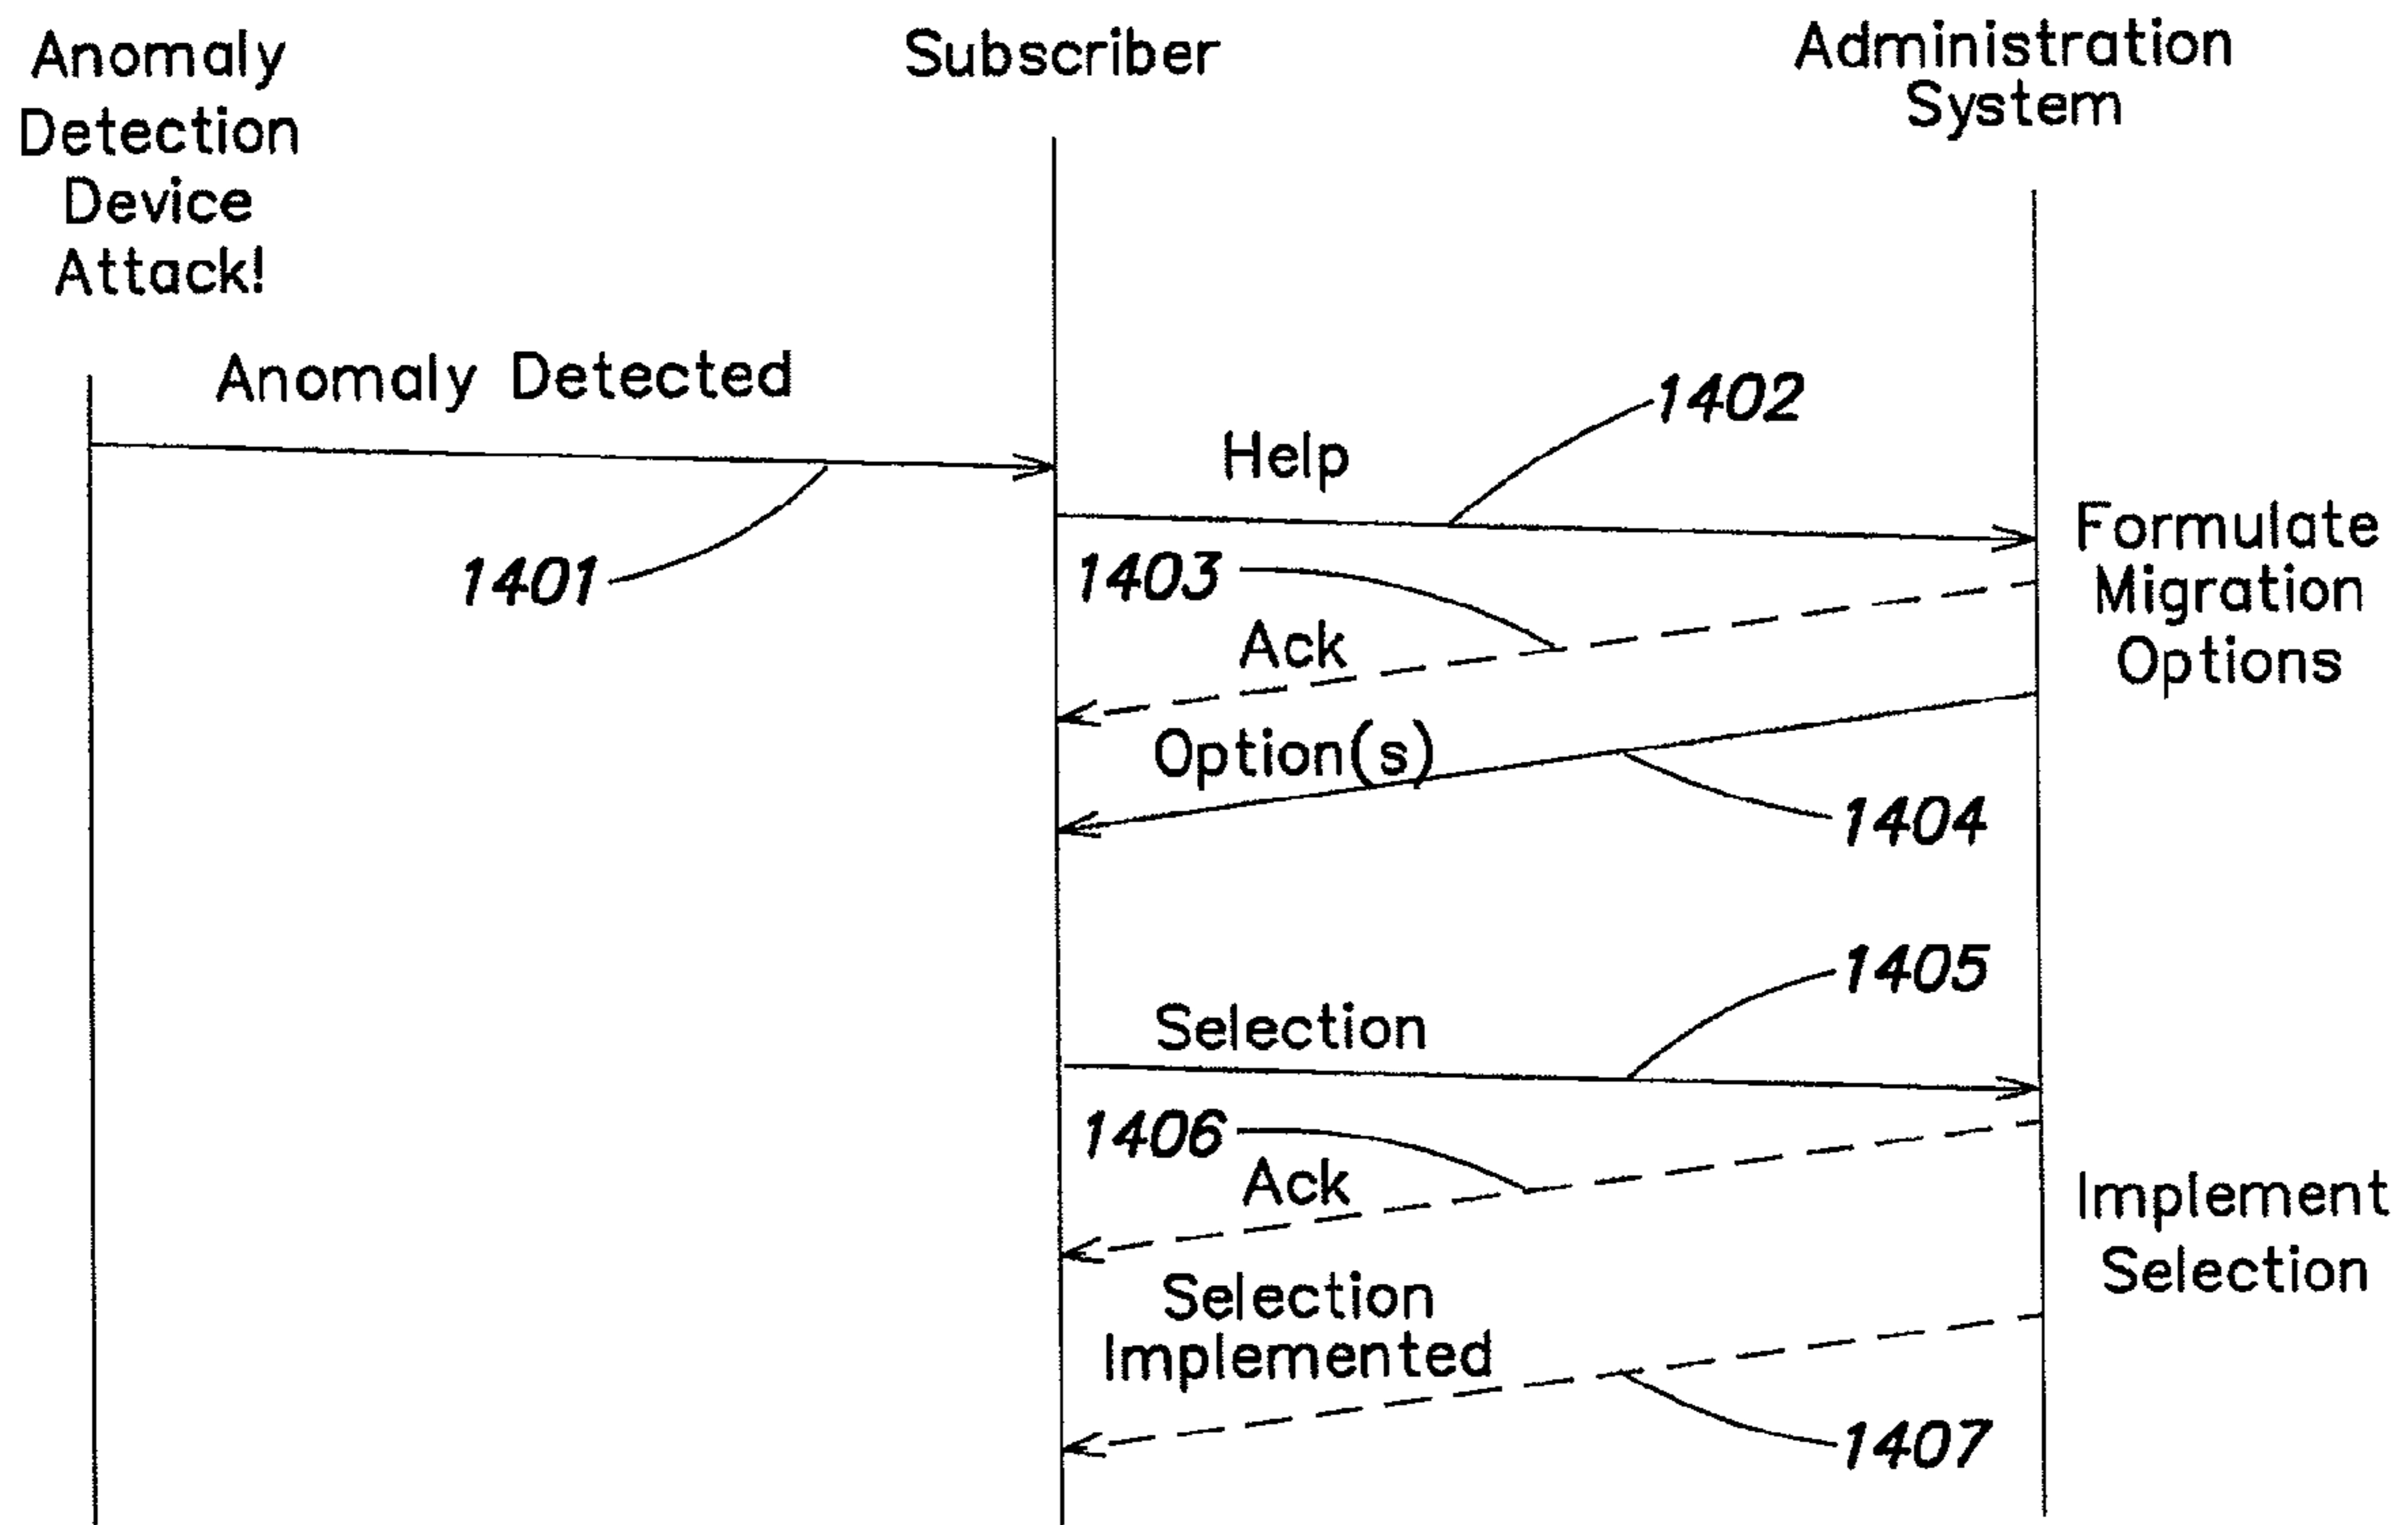 Anomaly
Detection
Device
Attack!
Subscriber
Administration
System
Anomaly Detected
1401
Help
1402
1403
Ack
Formulate
Migration
Options
Option(s)
1404
1405
Selection
1406
Ack
Implement
Selection
Selection
Implemented
1407